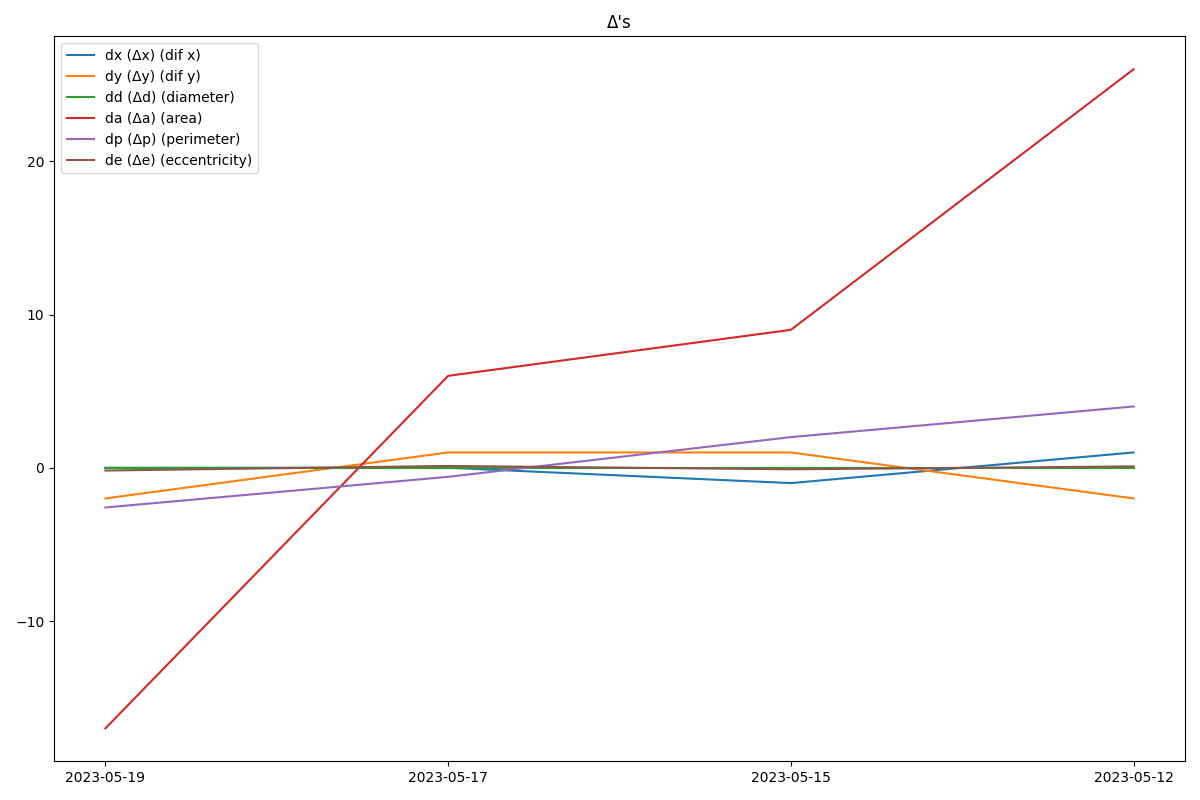 Δ's
dx (Δx) (dif x)
dy (Δy) (dif y)
dd (Δd) (diameter)
da (Δa) (area)
dp (Δp) (perimeter)
de (Δe) (eccentricity)
20
10
0
−10
2023-05-19 2023-05-17 2023-05-15 2023-05-12